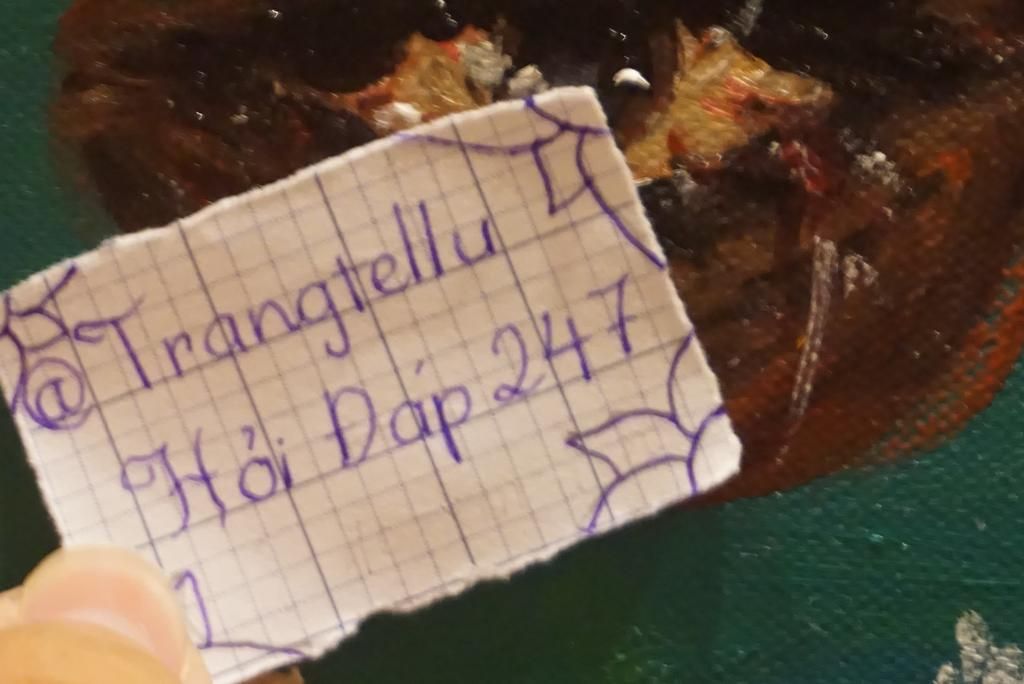 @Trangtellu
Hỏi Đáp 247